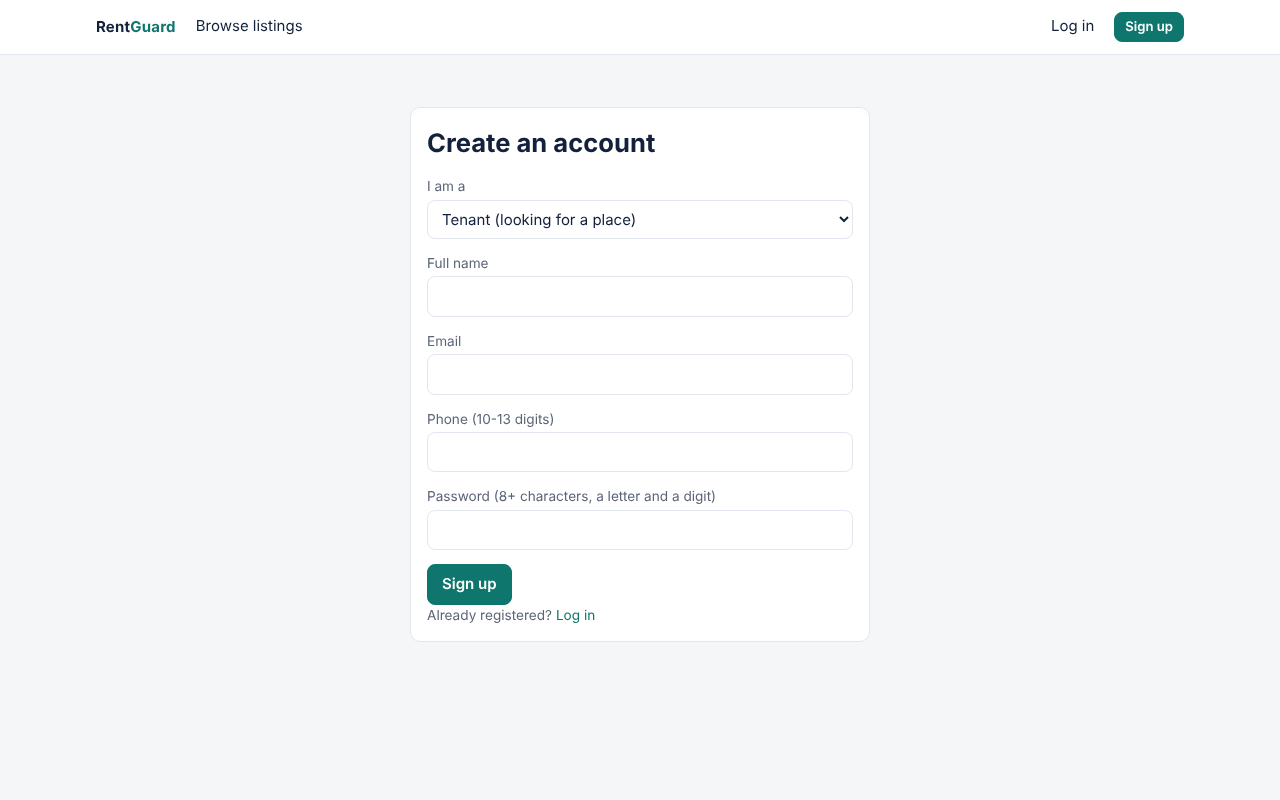 RentGuard Browse listings Log in Sign up
Create an account
I am a
Tenant (looking for a place)
Full name
Email
Phone (10-13 digits)
Password (8+ characters, a letter and a digit)
Sign up
Already registered? Log in